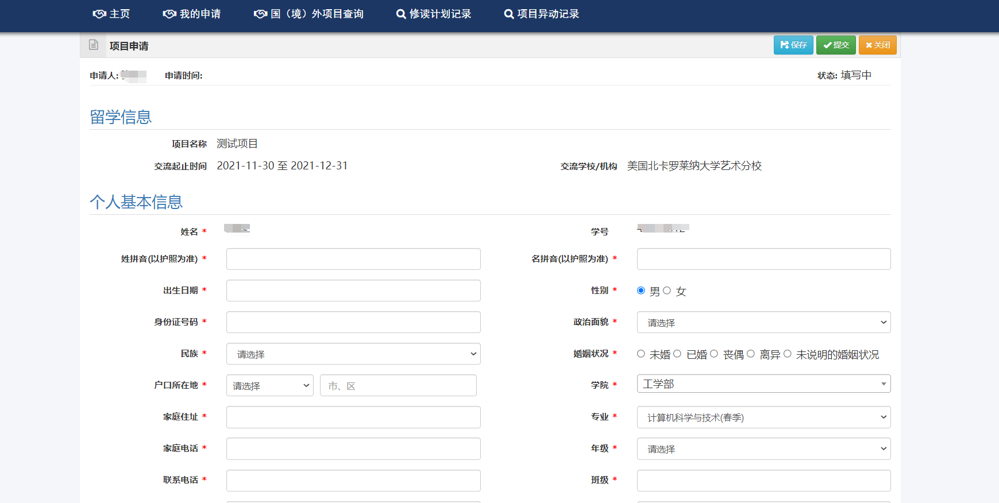 主页 我的申请 国（境）外项目查询 修读计划记录 项目异动记录
项目申请 保存 提交 关闭
申请人: 申请时间: 状态: 填写中
留学信息
项目名称 测试项目
交流起止时间 2021-11-30 至 2021-12-31 交流学校/机构 美国北卡罗莱纳大学艺术分校
个人基本信息
姓名 * 学号
姓拼音(以护照为准) * 名拼音(以护照为准) *
出生日期 * 性别 * 男 女
身份证号码 * 政治面貌 * 请选择
民族 * 请选择 婚姻状况 * 未婚 已婚 丧偶 离异 未说明的婚姻状况
户口所在地 * 请选择 市、区 学院 * 工学部
家庭住址 * 专业 * 计算机科学与技术(春季)
家庭电话 * 年级 * 请选择
联系电话 * 班级 *